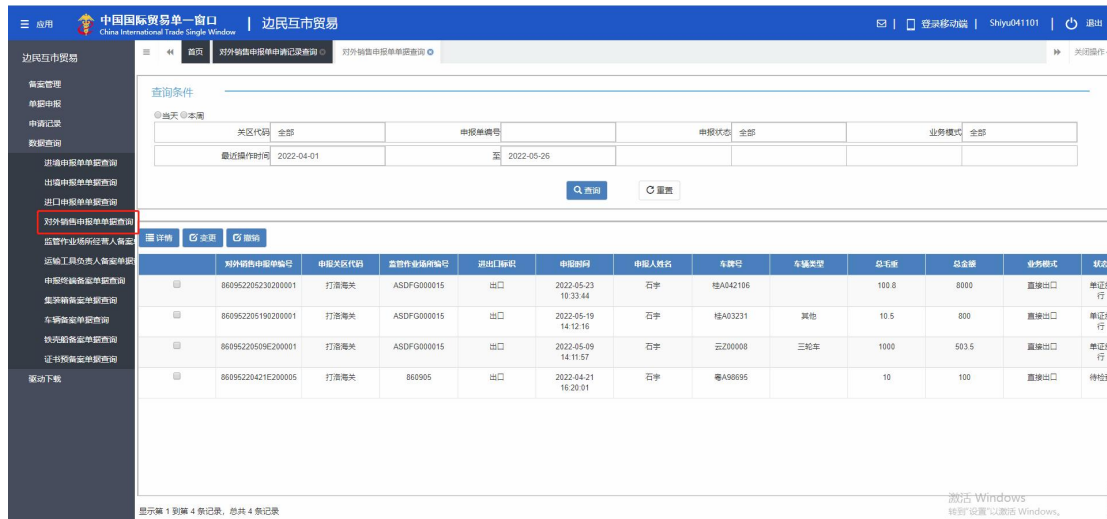 应用 中国国际贸易单一窗口 边民互市贸易 登录移动端 Shiyu041101 退出
China International Trade Single Window
边民互市贸易 首页 对外销售申报单申请记录查询 对外销售申报单单据查询 关闭操作
备案管理
单据申报
申请记录
数据查询
进境申报单单据查询
出境申报单单据查询
进口申报单单据查询
对外销售申报单单据查询
监管作业场所经营人备案
运输工具负责人备案单据
申报终端备案单据查询
集装箱备案单据查询
车辆备案单据查询
铁壳船备案单据查询
证书预备案单据查询
驱动下载
查询条件
当天 本周
关区代码 全部 申报单编号 申报状态 全部 业务模式 全部
最近操作时间 2022-04-01 至 2022-05-26
查询 重置
详情 变更 撤销
对外销售申报单编号 申报关区代码 监管作业场所编号 进出口标识 申报时间 申报人姓名 车牌号 车辆类型 总毛重 总金额 业务模式 状态
860952205230200001 打洛海关 ASDFG000015 出口 2022-05-23 10:33:44 石宇 桂A042106 100.8 8000 直接出口 单证 行
860952205190200001 打洛海关 ASDFG000015 出口 2022-05-19 14:12:16 石宇 桂A03231 其他 10.5 800 直接出口 单证 行
86095220509E200001 打洛海关 ASDFG000015 出口 2022-05-09 14:11:57 石宇 云Z00008 三轮车 1000 503.5 直接出口 单证 行
86095220421E200005 打洛海关 860905 出口 2022-04-21 16:20:01 石宇 粤A98695 10 100 直接出口 待检
显示第 1 到第 4 条记录，总共 4 条记录
激活 Windows
转到"设置"以激活 Windows。